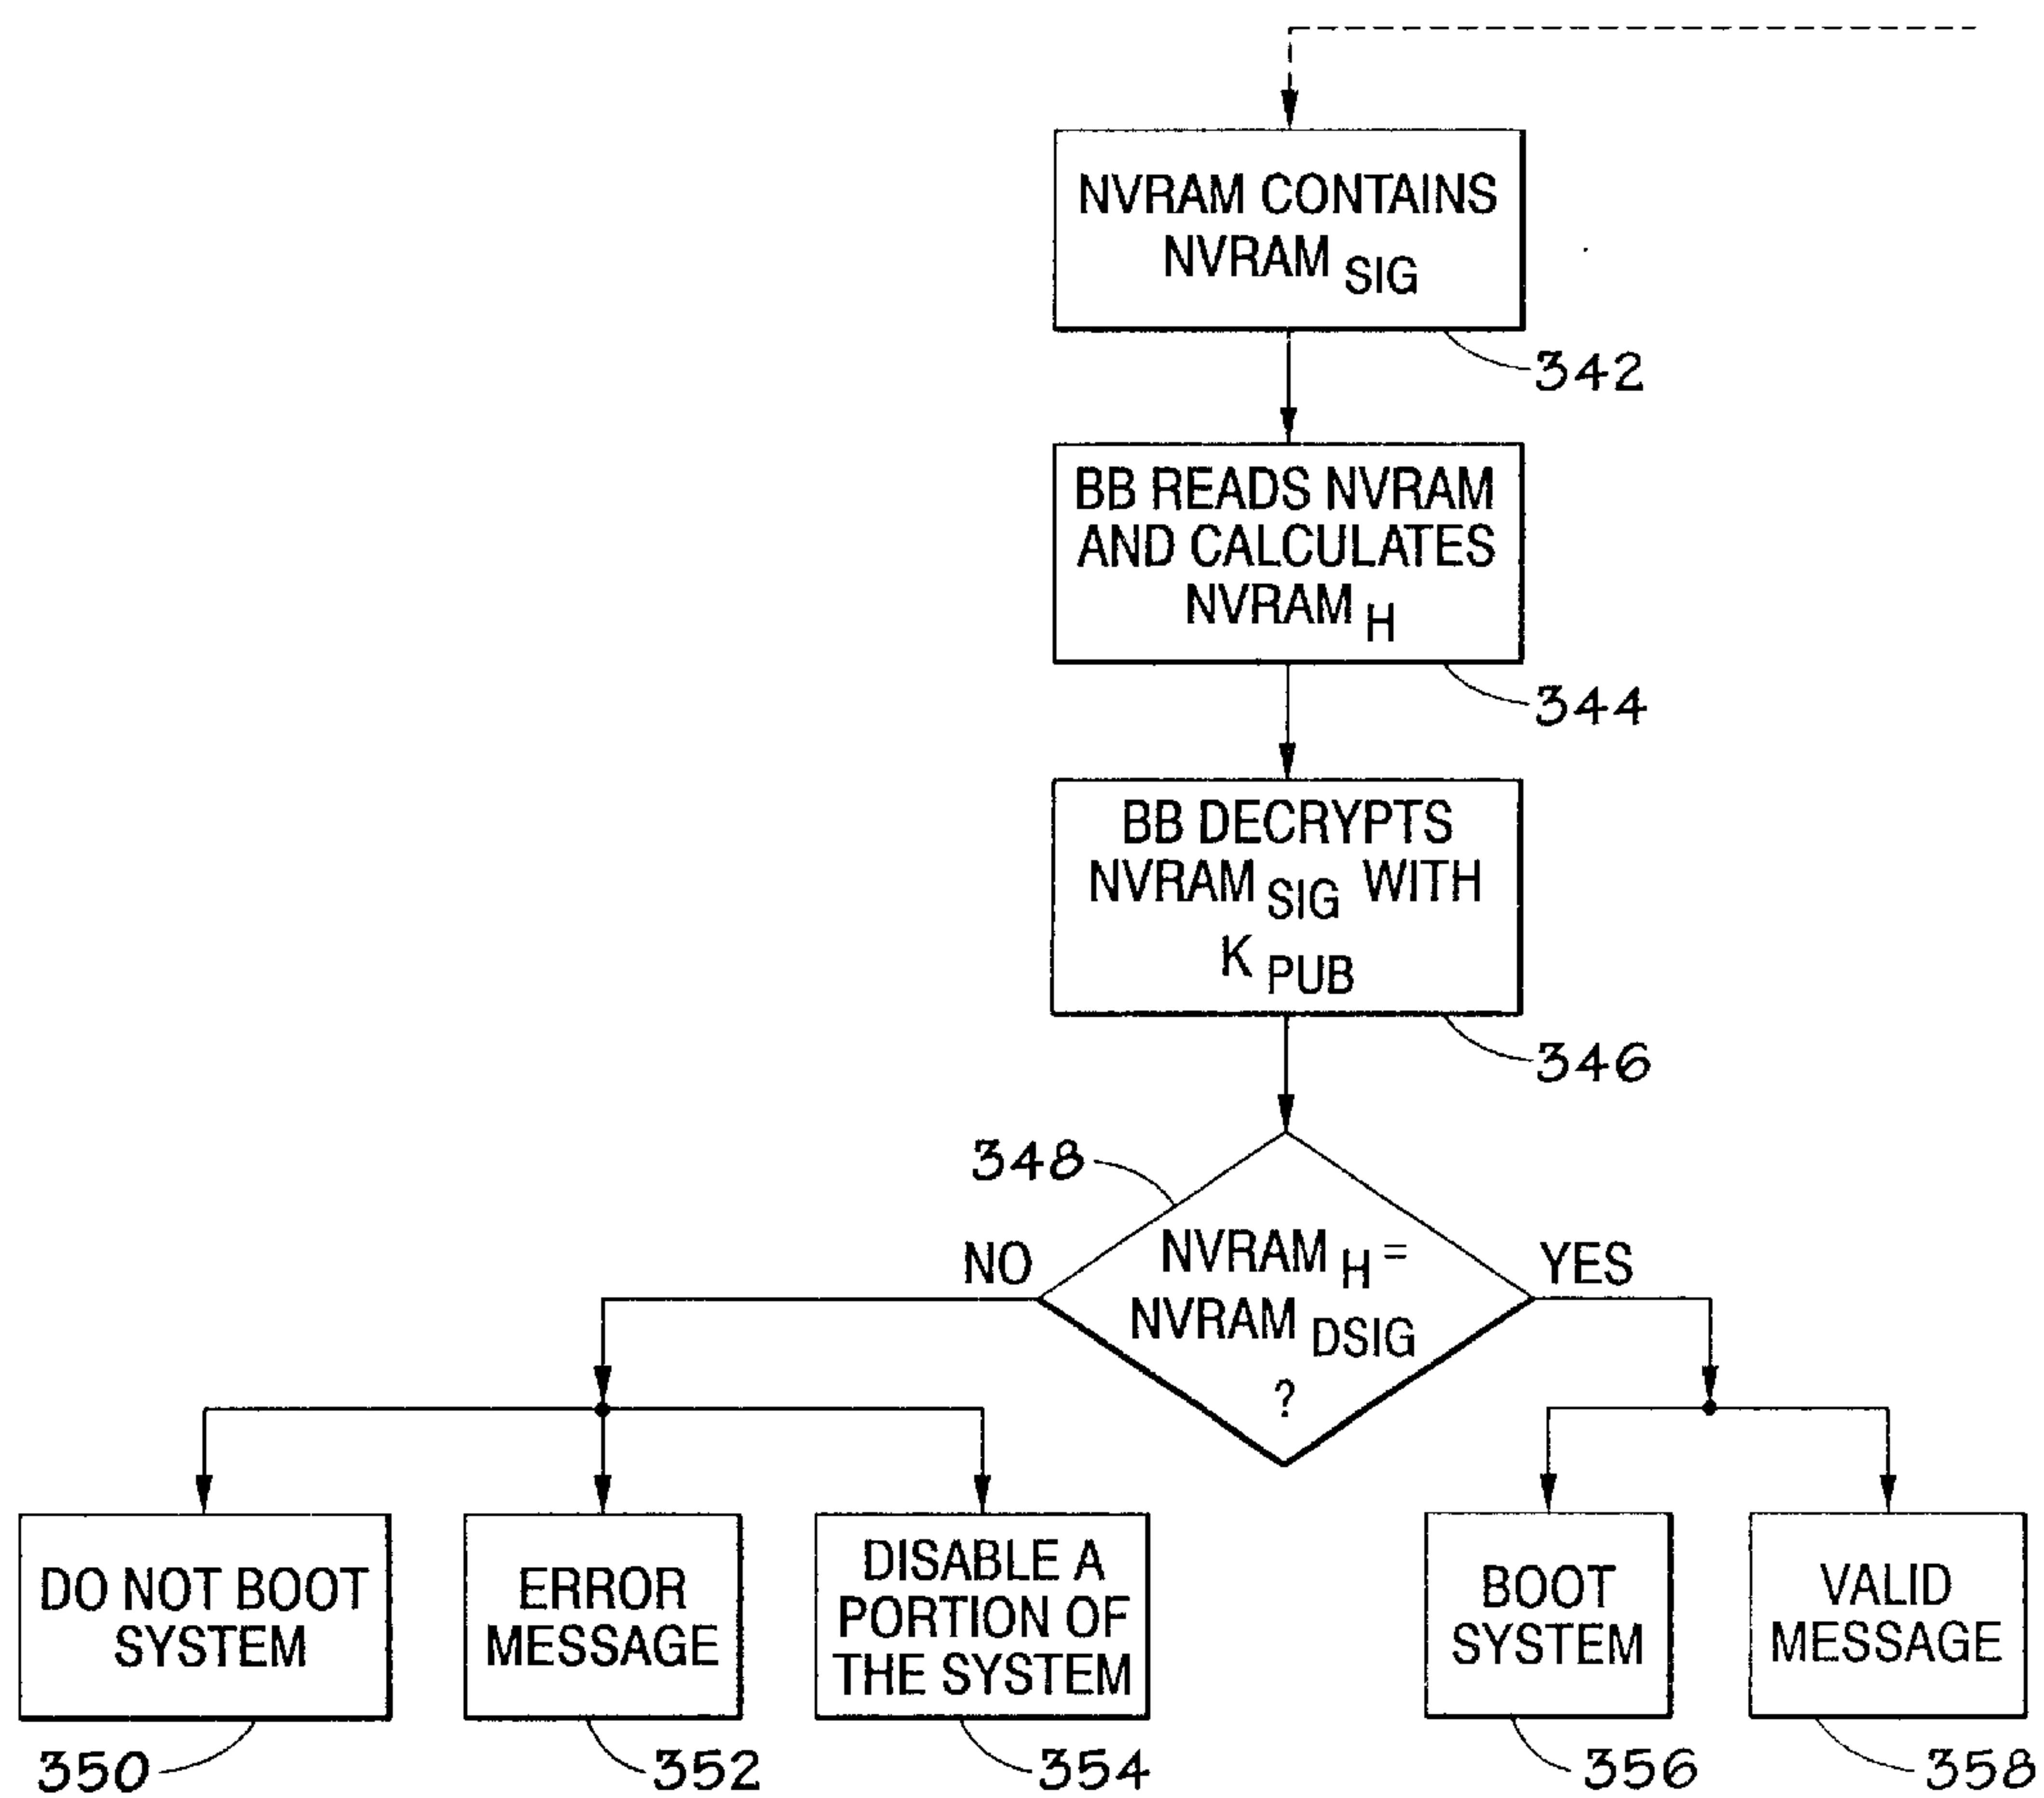 NVRAM CONTAINS
NVRAM SIG
342
BB READS NVRAM
AND CALCULATES
NVRAM H
344
BB DECRYPTS
NVRAM SIG WITH
K PUB
346
348
NO
YES
NVRAM H =
NVRAM DSIG
?
DO NOT BOOT
SYSTEM
350
ERROR
MESSAGE
352
DISABLE A
PORTION OF
THE SYSTEM
354
BOOT
SYSTEM
356
VALID
MESSAGE
358